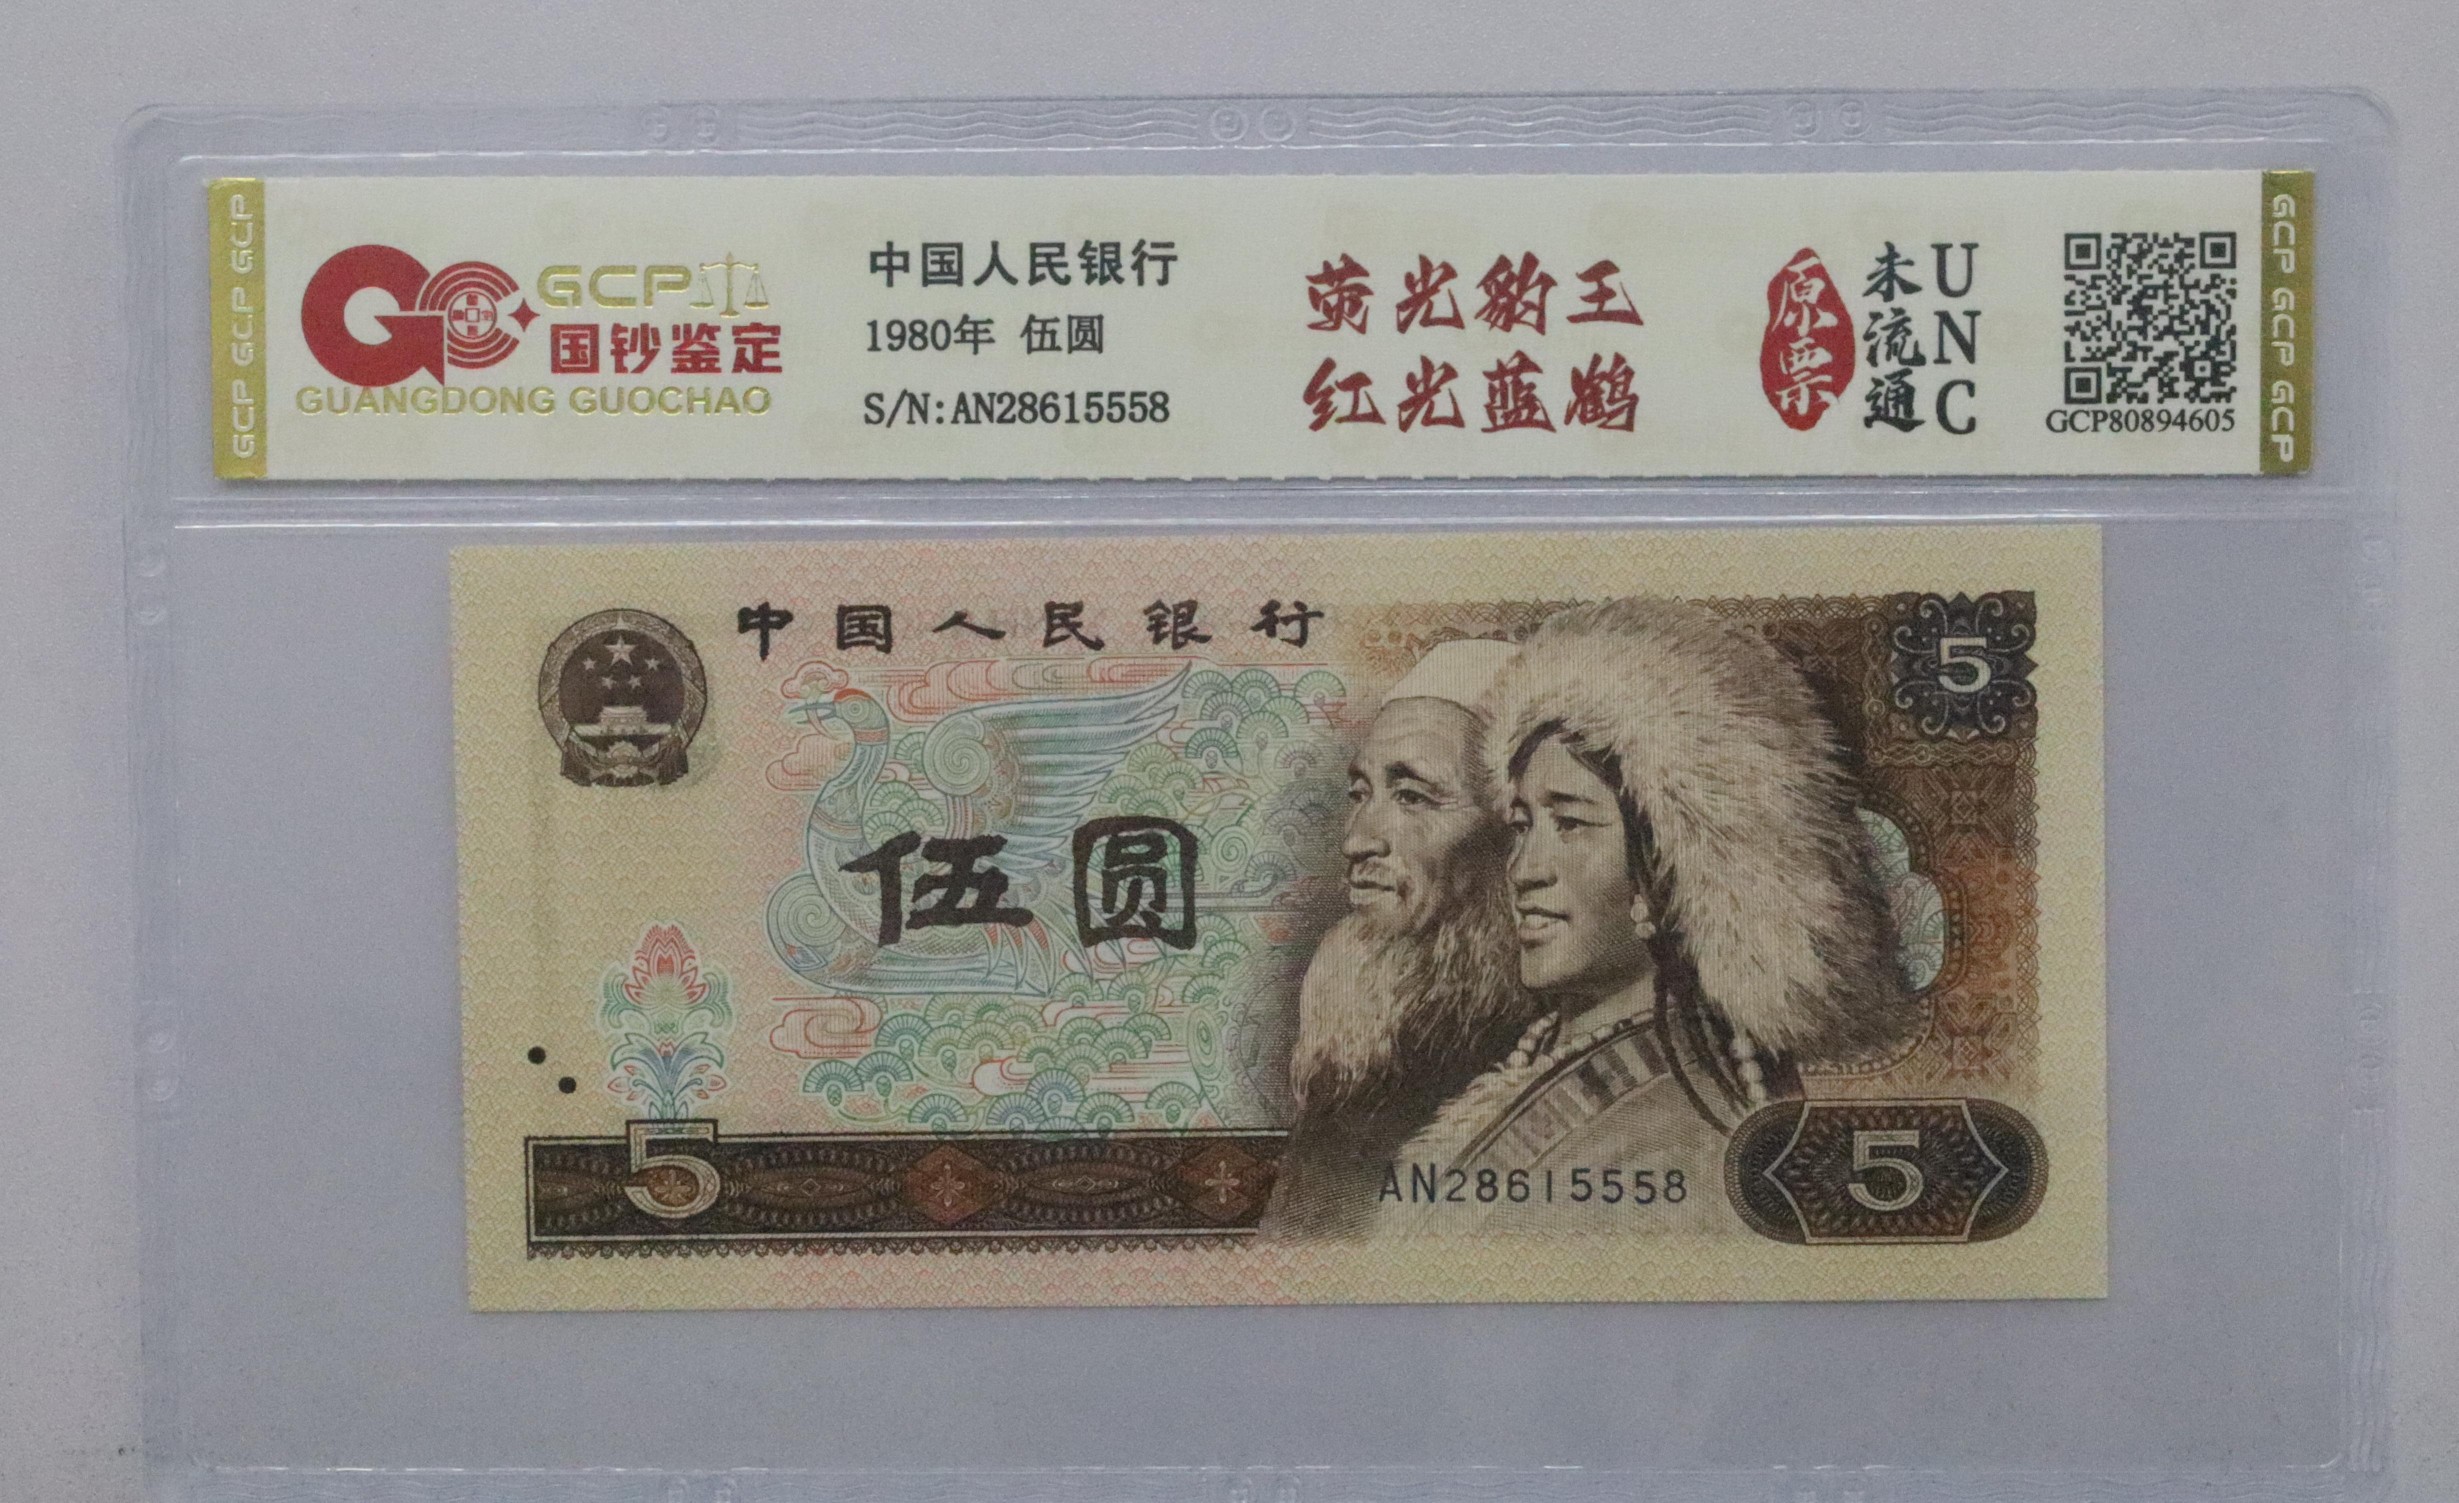 GCP GCP GCP
GCP
国钞鉴定
GUANGDONG GUOCHAO
中国人民银行
1980年 伍圆
S/N:AN28615558
荧光豹王
红光蓝鹤
原票
未流通
UNC
GCP80894605
GCP GCP GCP
中国人民银行
5
伍圆
5
AN28615558
5